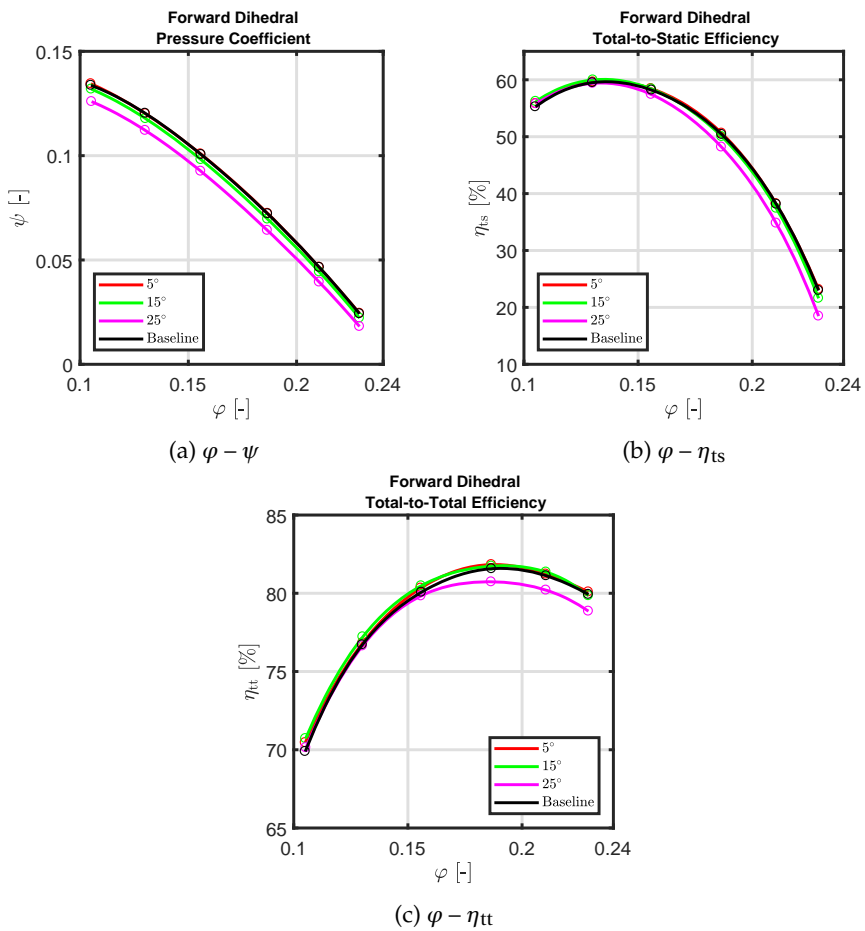 Forward Dihedral
Pressure Coefficient
0.15
0.1
0.05
0
ψ [-]
5°
15°
25°
Baseline
0.1 0.15 0.2 0.24
φ [-]
(a) φ – ψ
Forward Dihedral
Total-to-Static Efficiency
60
50
40
30
20
10
η_ts [%]
5°
15°
25°
Baseline
0.1 0.15 0.2 0.24
φ [-]
(b) φ – η_ts
Forward Dihedral
Total-to-Total Efficiency
85
80
75
70
65
η_tt [%]
5°
15°
25°
Baseline
0.1 0.15 0.2 0.24
φ [-]
(c) φ – η_tt